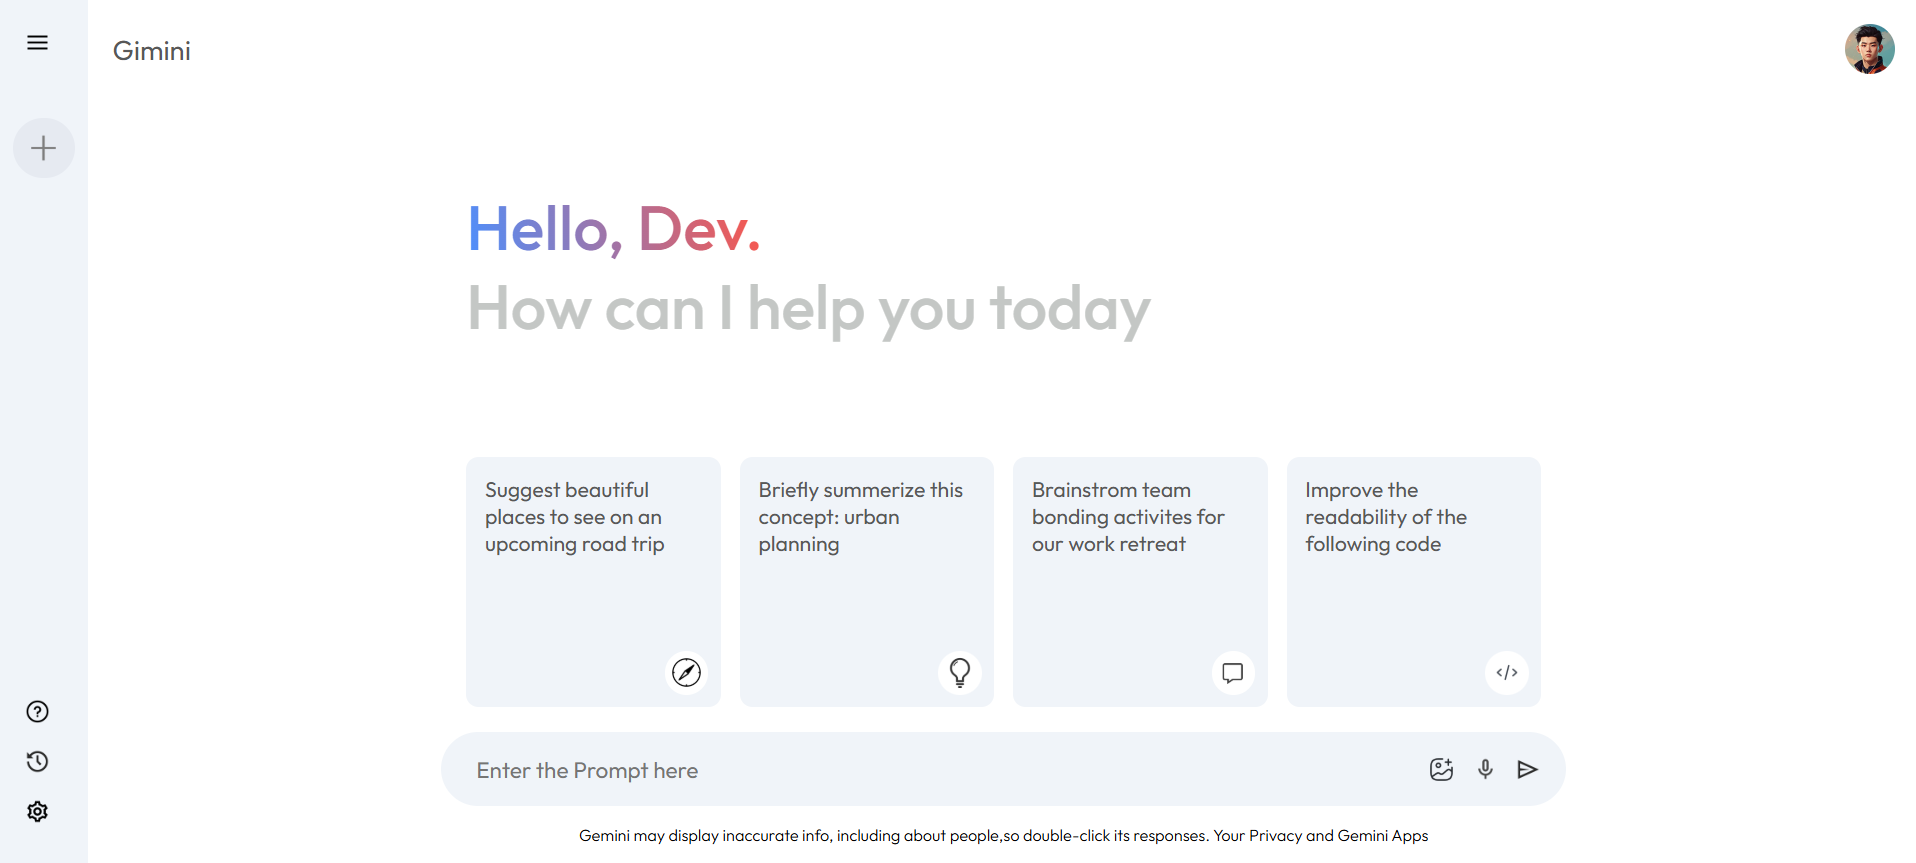 Gimini
Hello, Dev.
How can I help you today
Suggest beautiful
places to see on an
upcoming road trip
Briefly summerize this
concept: urban
planning
Brainstrom team
bonding activites for
our work retreat
Improve the
readability of the
following code
Enter the Prompt here
Gemini may display inaccurate info, including about people,so double-click its responses. Your Privacy and Gemini Apps